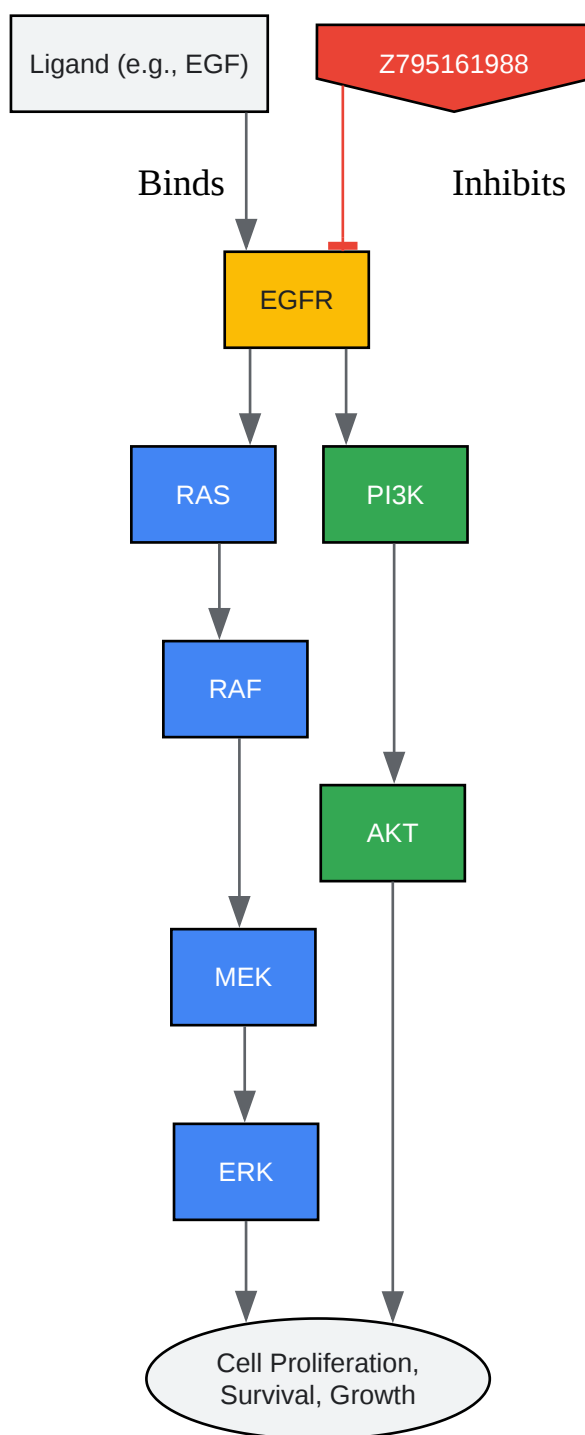 Ligand (e.g., EGF)
Z795161988
Binds
Inhibits
EGFR
RAS
PI3K
RAF
AKT
MEK
ERK
Cell Proliferation,
Survival, Growth